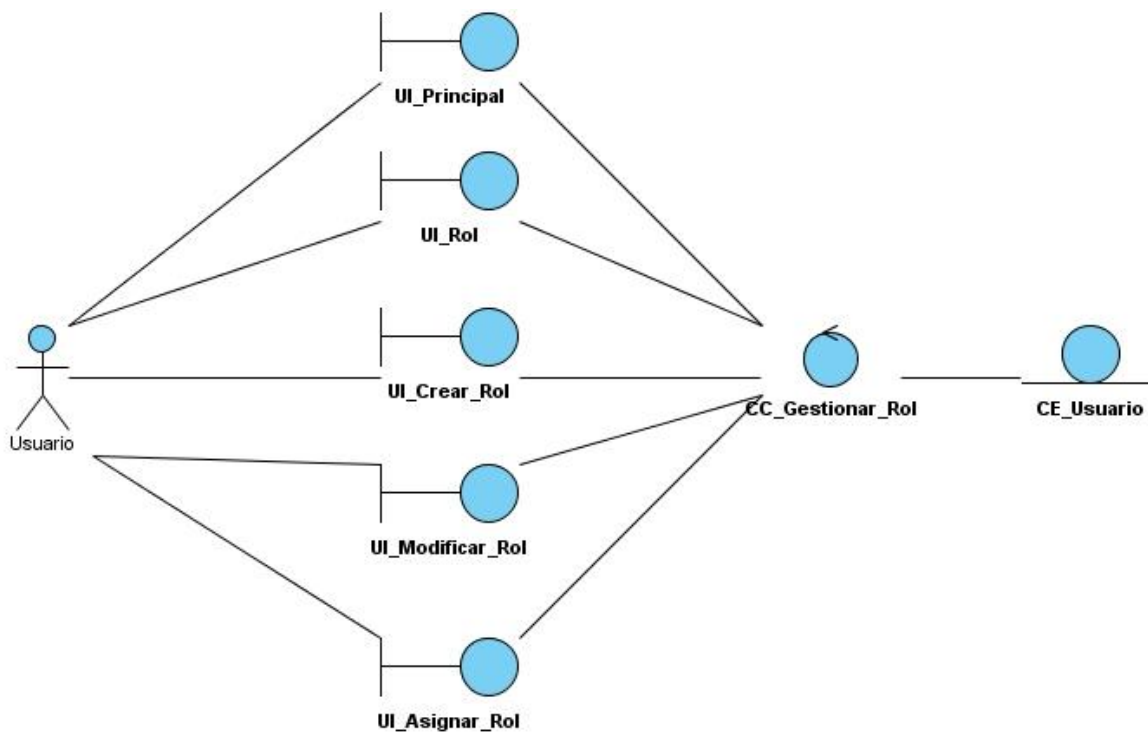 UI_Principal
UI_Rol
UI_Crear_Rol
Usuario
CC_Gestionar_Rol
CE_Usuario
UI_Modificar_Rol
UI_Asignar_Rol